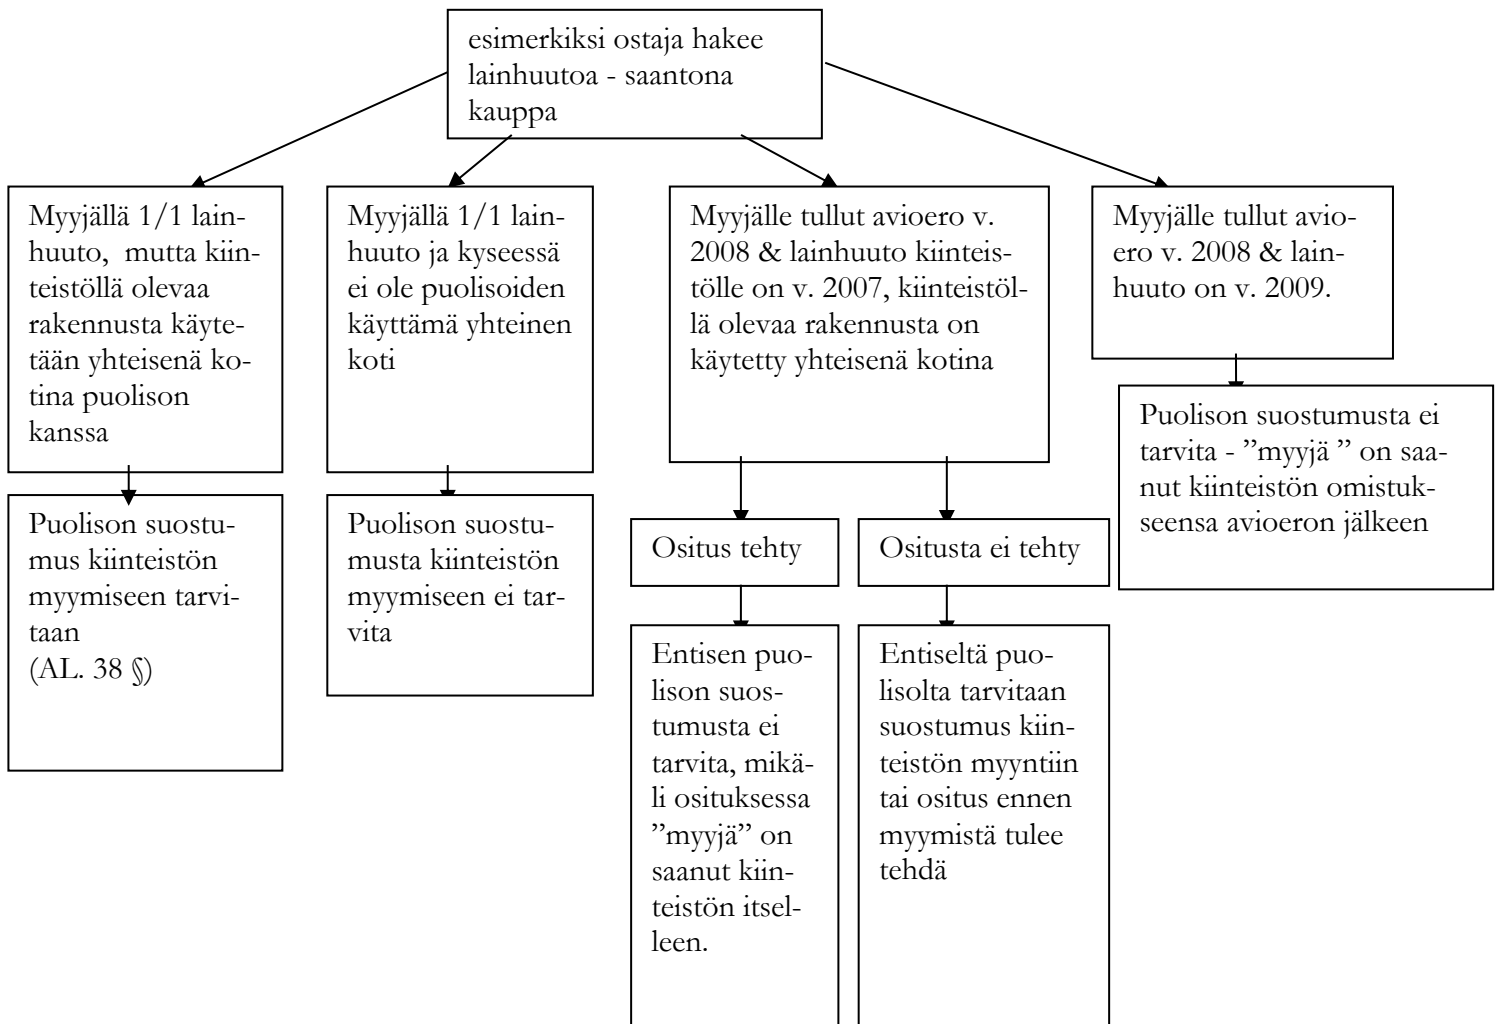 esimerkiksi ostaja hakee
lainhuutoa - saantona
kauppa
Myyjällä 1/1 lain-
huuto, mutta kiin-
teistöllä olevaa
rakennusta käyte-
tään yhteisenä ko-
tina puolison
kanssa
Myyjällä 1/1 lain-
huuto ja kyseessä
ei ole puolisoiden
käyttämä yhteinen
koti
Myyjälle tullut avioero v.
2008 & lainhuuto kiinteis-
tölle on v. 2007, kiinteistöl-
lä olevaa rakennusta on
käytetty yhteisenä kotina
Myyjälle tullut avio-
ero v. 2008 & lain-
huuto on v. 2009.
Puolison suostu-
mus kiinteistön
myymiseen tarvi-
taan
(AL. 38 §)
Puolison suostu-
musta kiinteistön
myymiseen ei tar-
vita
Ositus tehty
Ositusta ei tehty
Puolison suostumusta ei
tarvita - ”myyjä ” on saa-
nut kiinteistön omistuk-
seensa avioeron jälkeen
Entisen puo-
lison suos-
tumusta ei
tarvita, mikä-
li osituksessa
”myyjä” on
saanut kiin-
teistön itsel-
leen.
Entiseltä puo-
lisolta tarvitaan
suostumus kiin-
teistön myyntiin
tai ositus ennen
myymistä tulee
tehdä